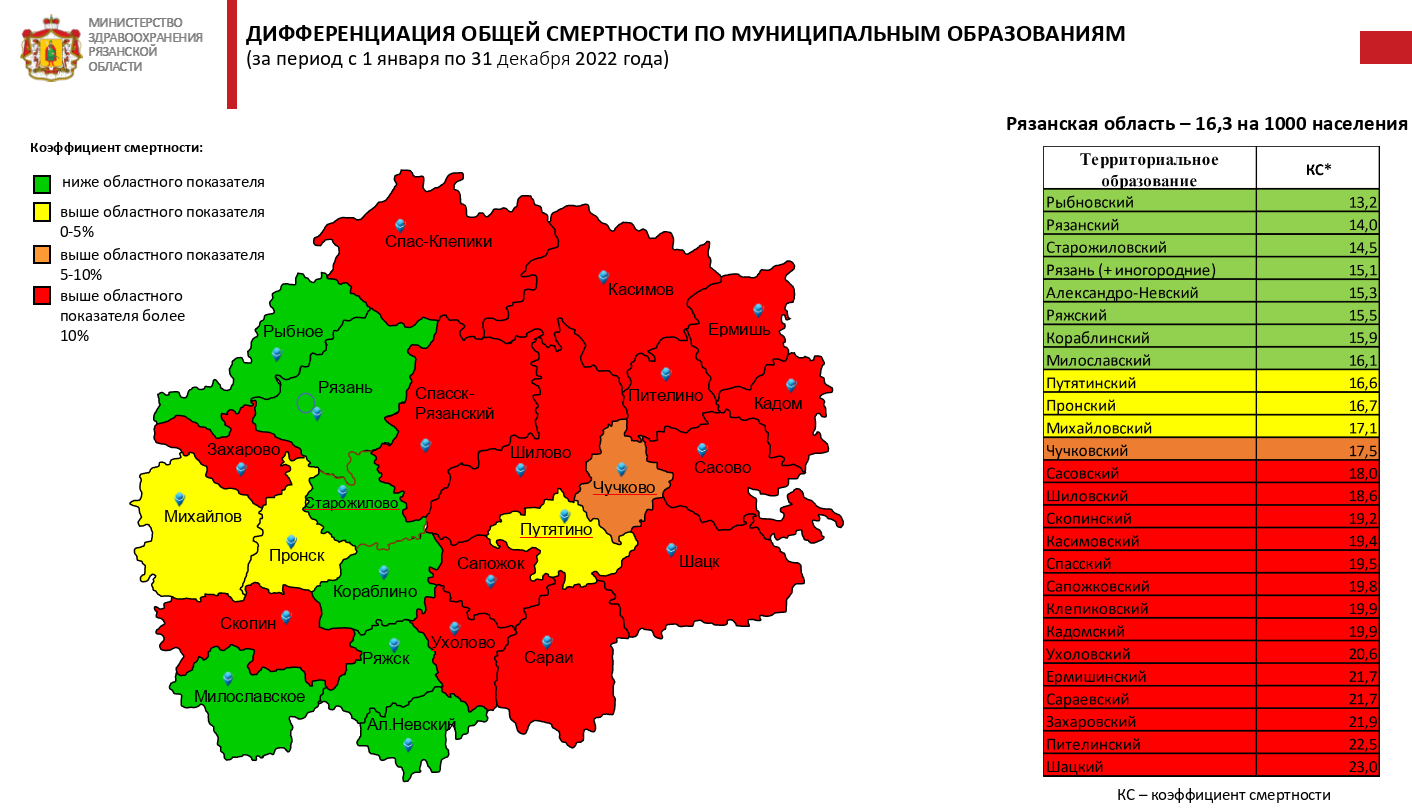 МИНИСТЕРСТВО
ЗДРАВООХРАНЕНИЯ
РЯЗАНСКОЙ
ОБЛАСТИ
ДИФФЕРЕНЦИАЦИЯ ОБЩЕЙ СМЕРТНОСТИ ПО МУНИЦИПАЛЬНЫМ ОБРАЗОВАНИЯМ
(за период с 1 января по 31 декабря 2022 года)
Коэффициент смертности:
ниже областного показателя
выше областного показателя
0-5%
выше областного показателя
5-10%
выше областного
показателя более
10%
Спас-Клепики
Касимов
Ермишь
Рыбное
Рязань
Спасск-
Рязанский
Пителино
Кадом
Захарово
Шилово
Сасово
Чучково
Старожилово
Михайлов
Путятино
Пронск
Сапожок
Шацк
Кораблино
Скопин
Ухолово
Сараи
Ряжск
Милославское
Ал.Невский
Рязанская область – 16,3 на 1000 населения
Территориальное
образование
КС*
Рыбновский 13,2
Рязанский 14,0
Старожиловский 14,5
Рязань (+ иногородние) 15,1
Александро-Невский 15,3
Ряжский 15,5
Кораблинский 15,9
Милославский 16,1
Путятинский 16,6
Пронский 16,7
Михайловский 17,1
Чучковский 17,5
Сасовский 18,0
Шиловский 18,6
Скопинский 19,2
Касимовский 19,4
Спасский 19,5
Сапожковский 19,8
Клепиковский 19,9
Кадомский 19,9
Ухоловский 20,6
Ермишинский 21,7
Сараевский 21,7
Захаровский 21,9
Пителинский 22,5
Шацкий 23,0
КС – коэффициент смертности